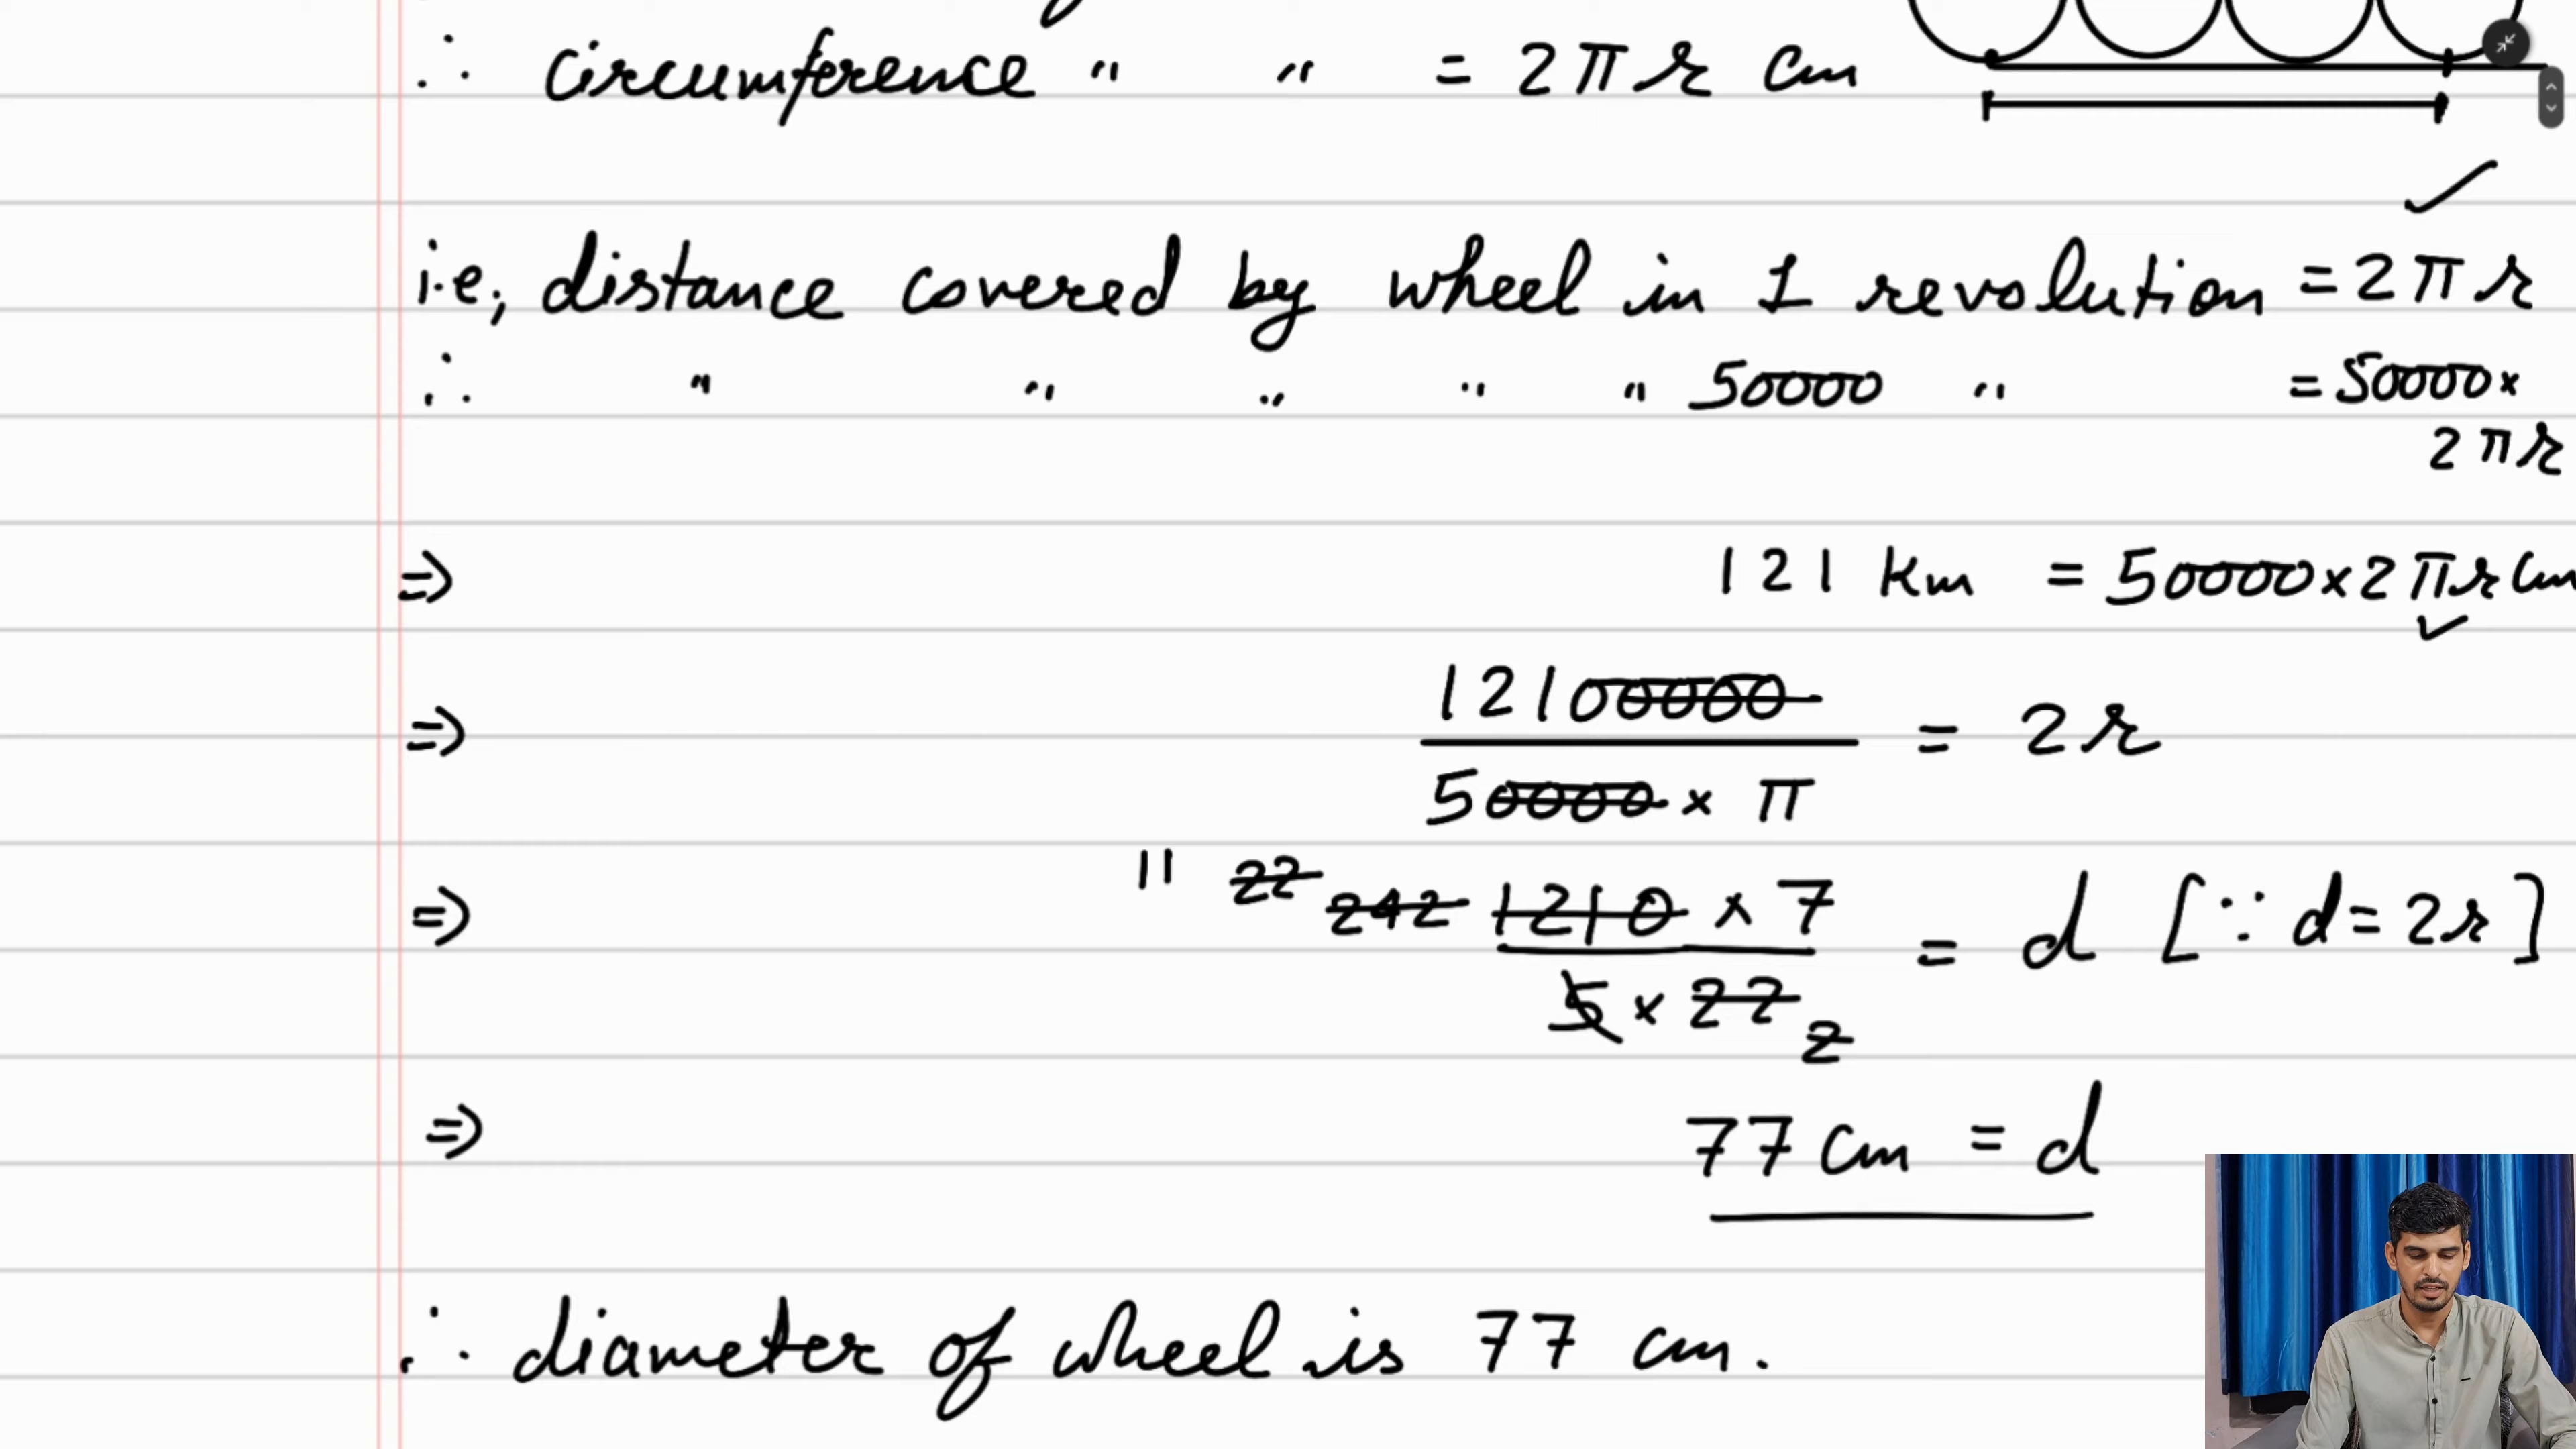 ∴ circumference " " = 2πr cm
i.e, distance covered by wheel in 1 revolution = 2πr
∴ " " " " " 50000 " = 50000×
2πr
⇒ 121 km = 50000×2πr cm
⇒ 12100000 / 50000 × π = 2r
⇒ 11 22 242 1210 × 7 / 5 × 22 2 = d [∵ d = 2r]
⇒ 77 cm = d
∴ diameter of wheel is 77 cm.